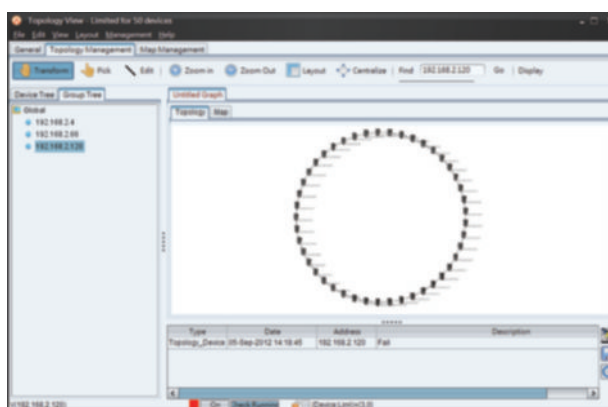 Topology View - Limited for 50 devices
File Edit View Layout Management Help
General Topology Management Map Management
Transform Pick Edit Zoom in Zoom Out Layout Centralize Find 192.168.2.120 Go Display
Device Tree Group Tree
Untitled Graph
Global
192.168.2.4
192.168.2.66
192.168.2.120
Topology Map
Type Date Address Description
Topology_Device 05-Sep-2012 14:19:45 192.168.2.120 Fail